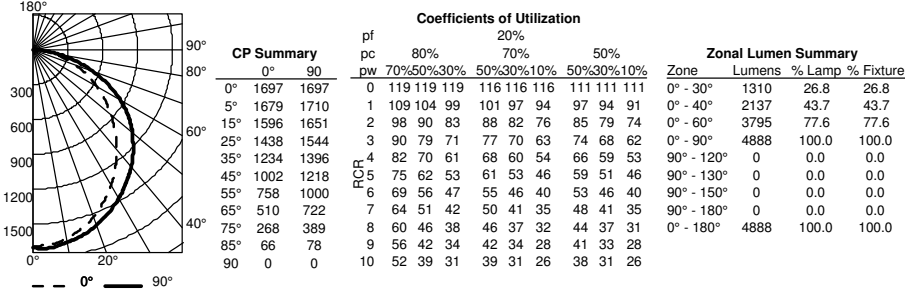 180°
90°
80°
300
600
60°
900
1200
40°
1500
0° 20°
0° 90°
CP Summary
0° 90
0° 1697 1697
5° 1679 1710
15° 1596 1651
25° 1438 1544
35° 1234 1396
45° 1002 1218
55° 758 1000
65° 510 722
75° 268 389
85° 66 78
90 0 0
Coefficients of Utilization
pf 20%
pc 80% 70% 50%
pw 70%50%30% 50%30%10% 50%30%10%
RCR
0 119 119 119 116 116 116 111 111 111
1 109 104 99 101 97 94 97 94 91
2 98 90 83 88 82 76 85 79 74
3 90 79 71 77 70 63 74 68 62
4 82 70 61 68 60 54 66 59 53
5 75 62 53 61 53 46 59 51 46
6 69 56 47 55 46 40 53 46 40
7 64 51 42 50 41 35 48 41 35
8 60 46 38 46 37 32 44 37 31
9 56 42 34 42 34 28 41 33 28
10 52 39 31 39 31 26 38 31 26
Zonal Lumen Summary
Zone Lumens % Lamp % Fixture
0° - 30° 1310 26.8 26.8
0° - 40° 2137 43.7 43.7
0° - 60° 3795 77.6 77.6
0° - 90° 4888 100.0 100.0
90° - 120° 0 0.0 0.0
90° - 130° 0 0.0 0.0
90° - 150° 0 0.0 0.0
90° - 180° 0 0.0 0.0
0° - 180° 4888 100.0 100.0